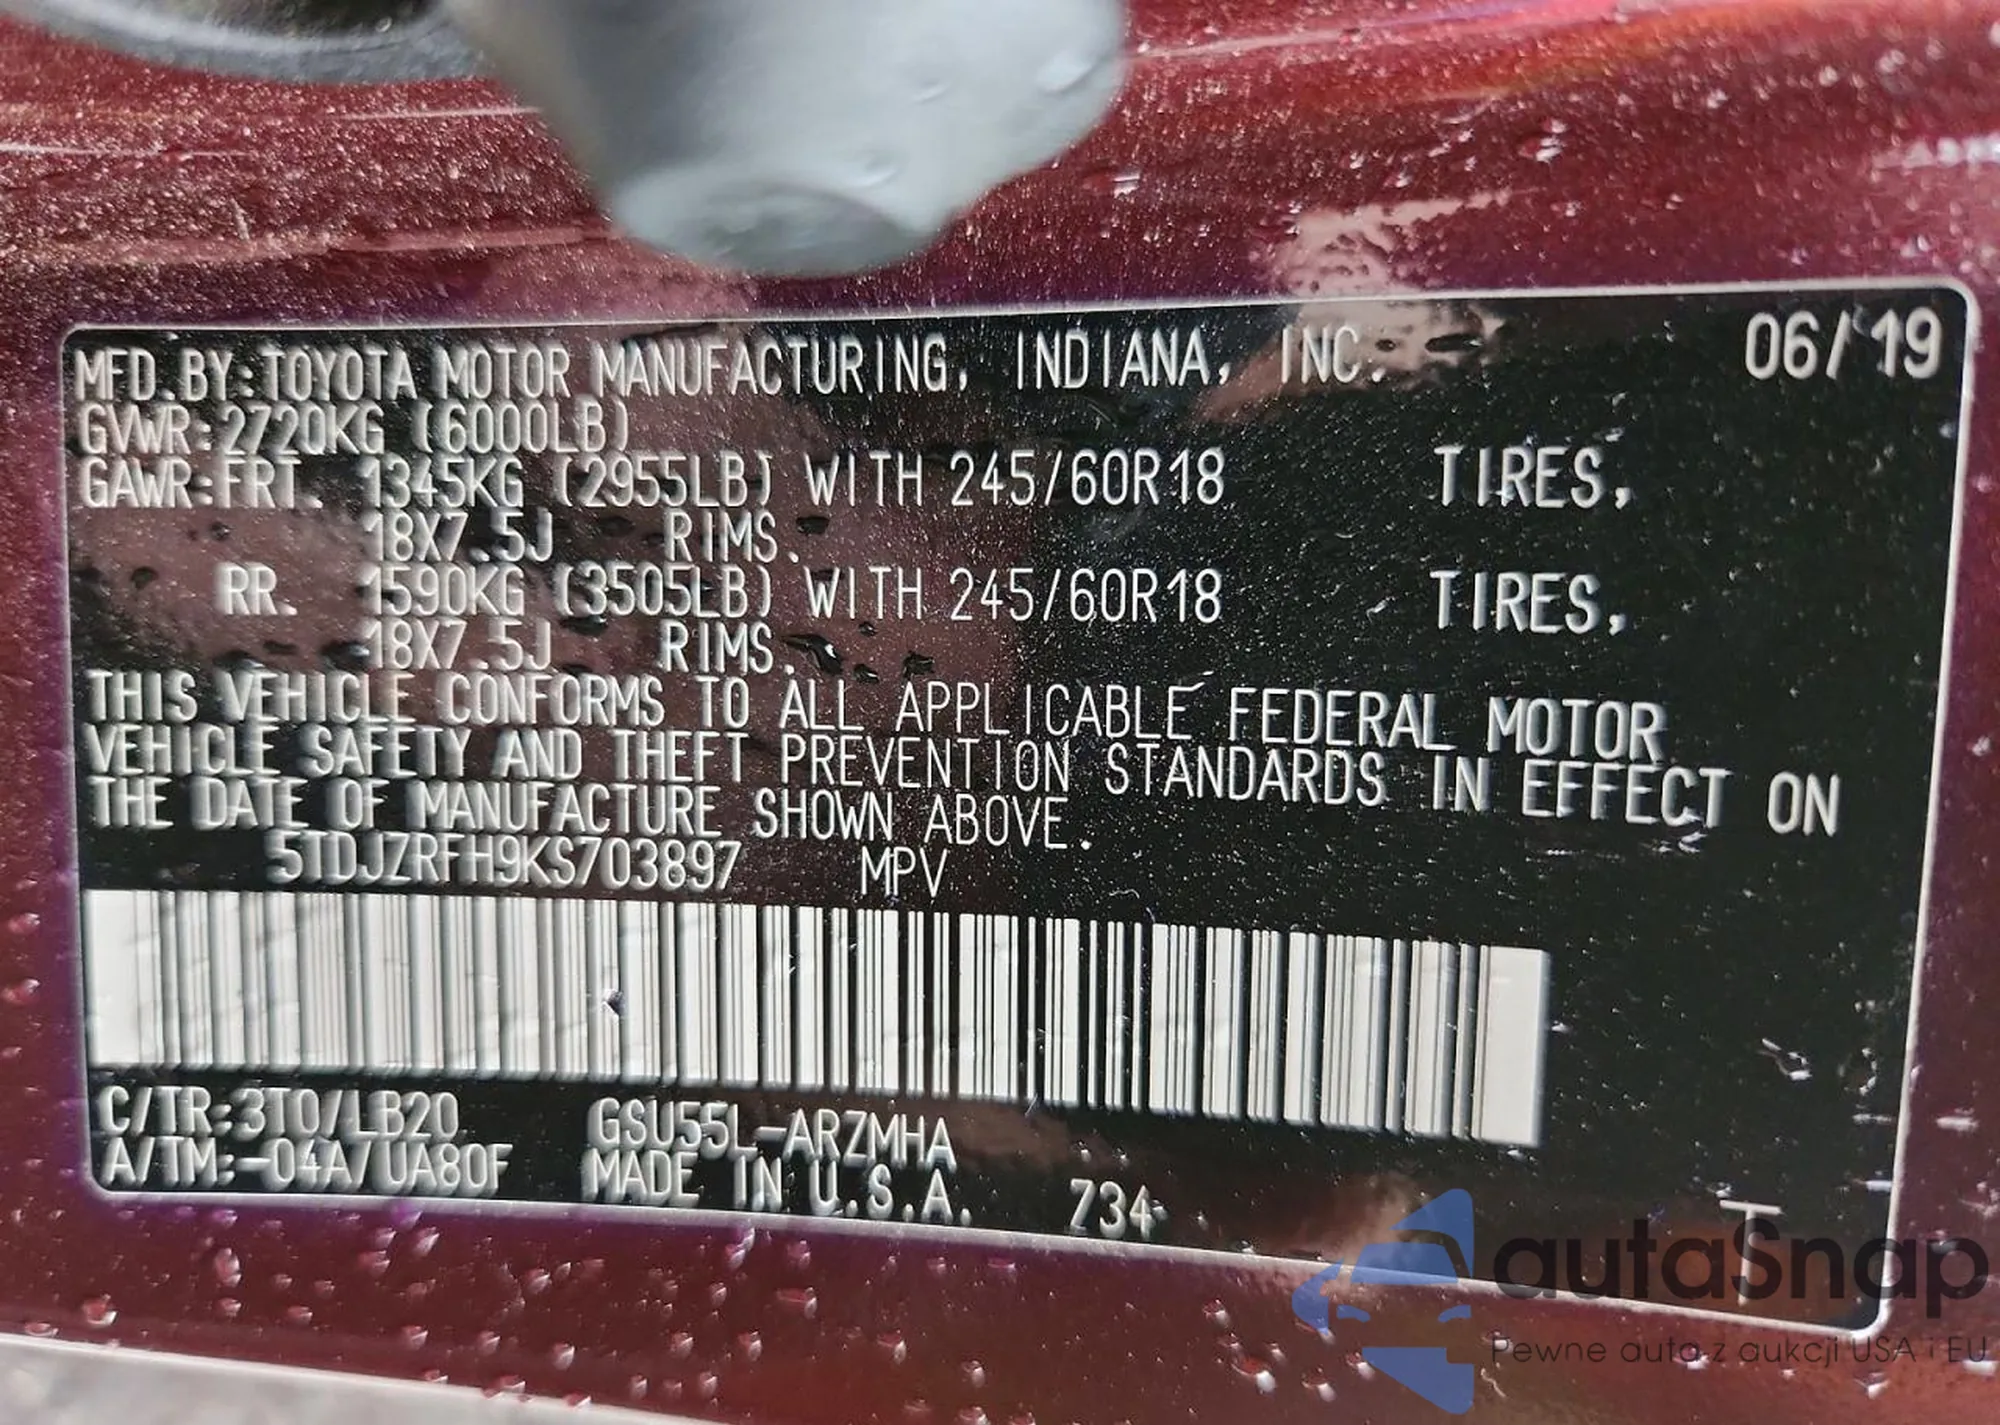 MFD.BY:TOYOTA MOTOR MANUFACTURING, INDIANA, INC. 06/19
GVWR:2720KG (6000LB)
GAWR:FRT. 1345KG (2955LB) WITH 245/60R18 TIRES,
18X7.5J RIMS.
RR. 1590KG (3505LB) WITH 245/60R18 TIRES,
18X7.5J RIMS.
THIS VEHICLE CONFORMS TO ALL APPLICABLE FEDERAL MOTOR
VEHICLE SAFETY AND THEFT PREVENTION STANDARDS IN EFFECT ON
THE DATE OF MANUFACTURE SHOWN ABOVE.
5TDJZRFH9KS703897 MPV
C/TR:3T0/LB20 GSU55L-ARZMHA
A/TM:-04A/UA80F MADE IN U.S.A. Z34
T
autaSnap
Pewne auta z aukcji USA i EU